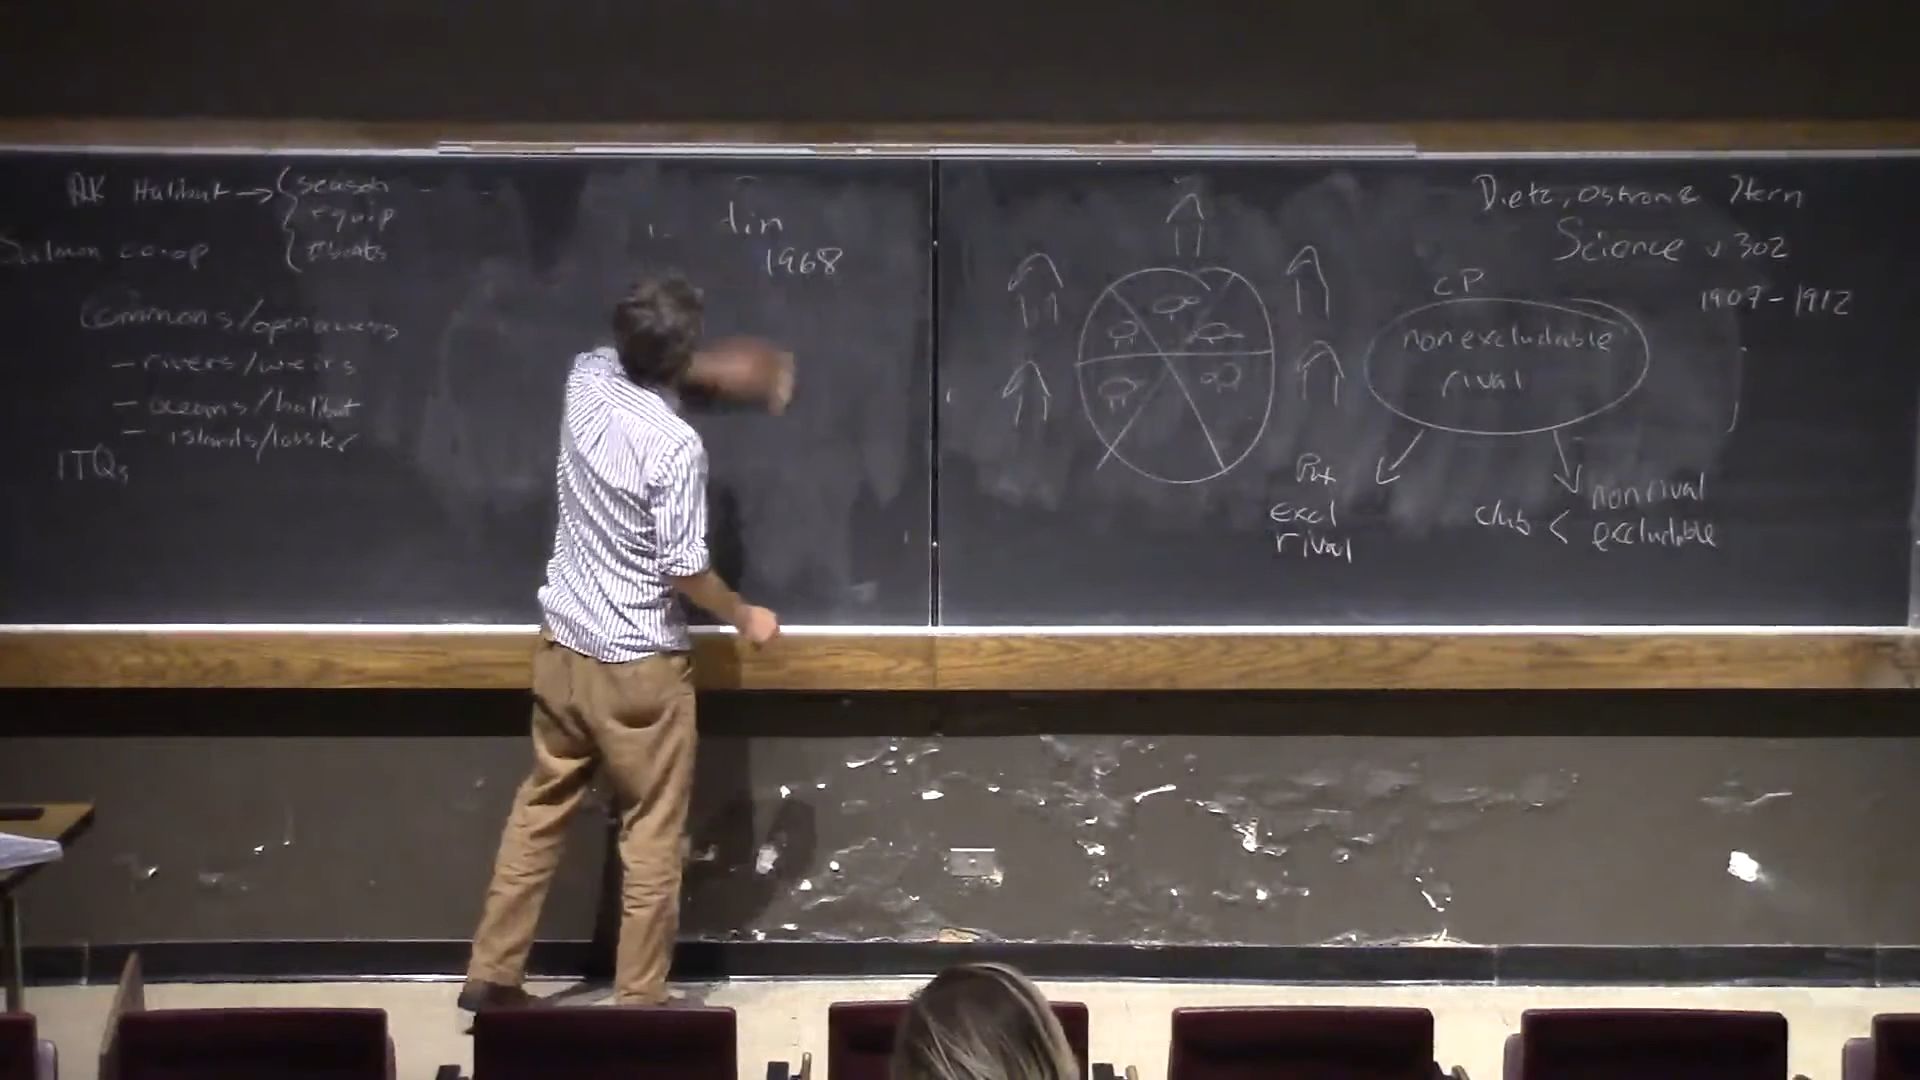 AK Halibut → { season
equip
#boats
Salmon co-op
Commons/open access
- rivers/weirs
- oceans/halibut
- islands/lobster
ITQs
din
1968
Dietz, Ostrom & Stern
Science v 302
1907-1912
CP
nonexcludable
rival
Pvt
excl
rival
club < nonrival
excludable